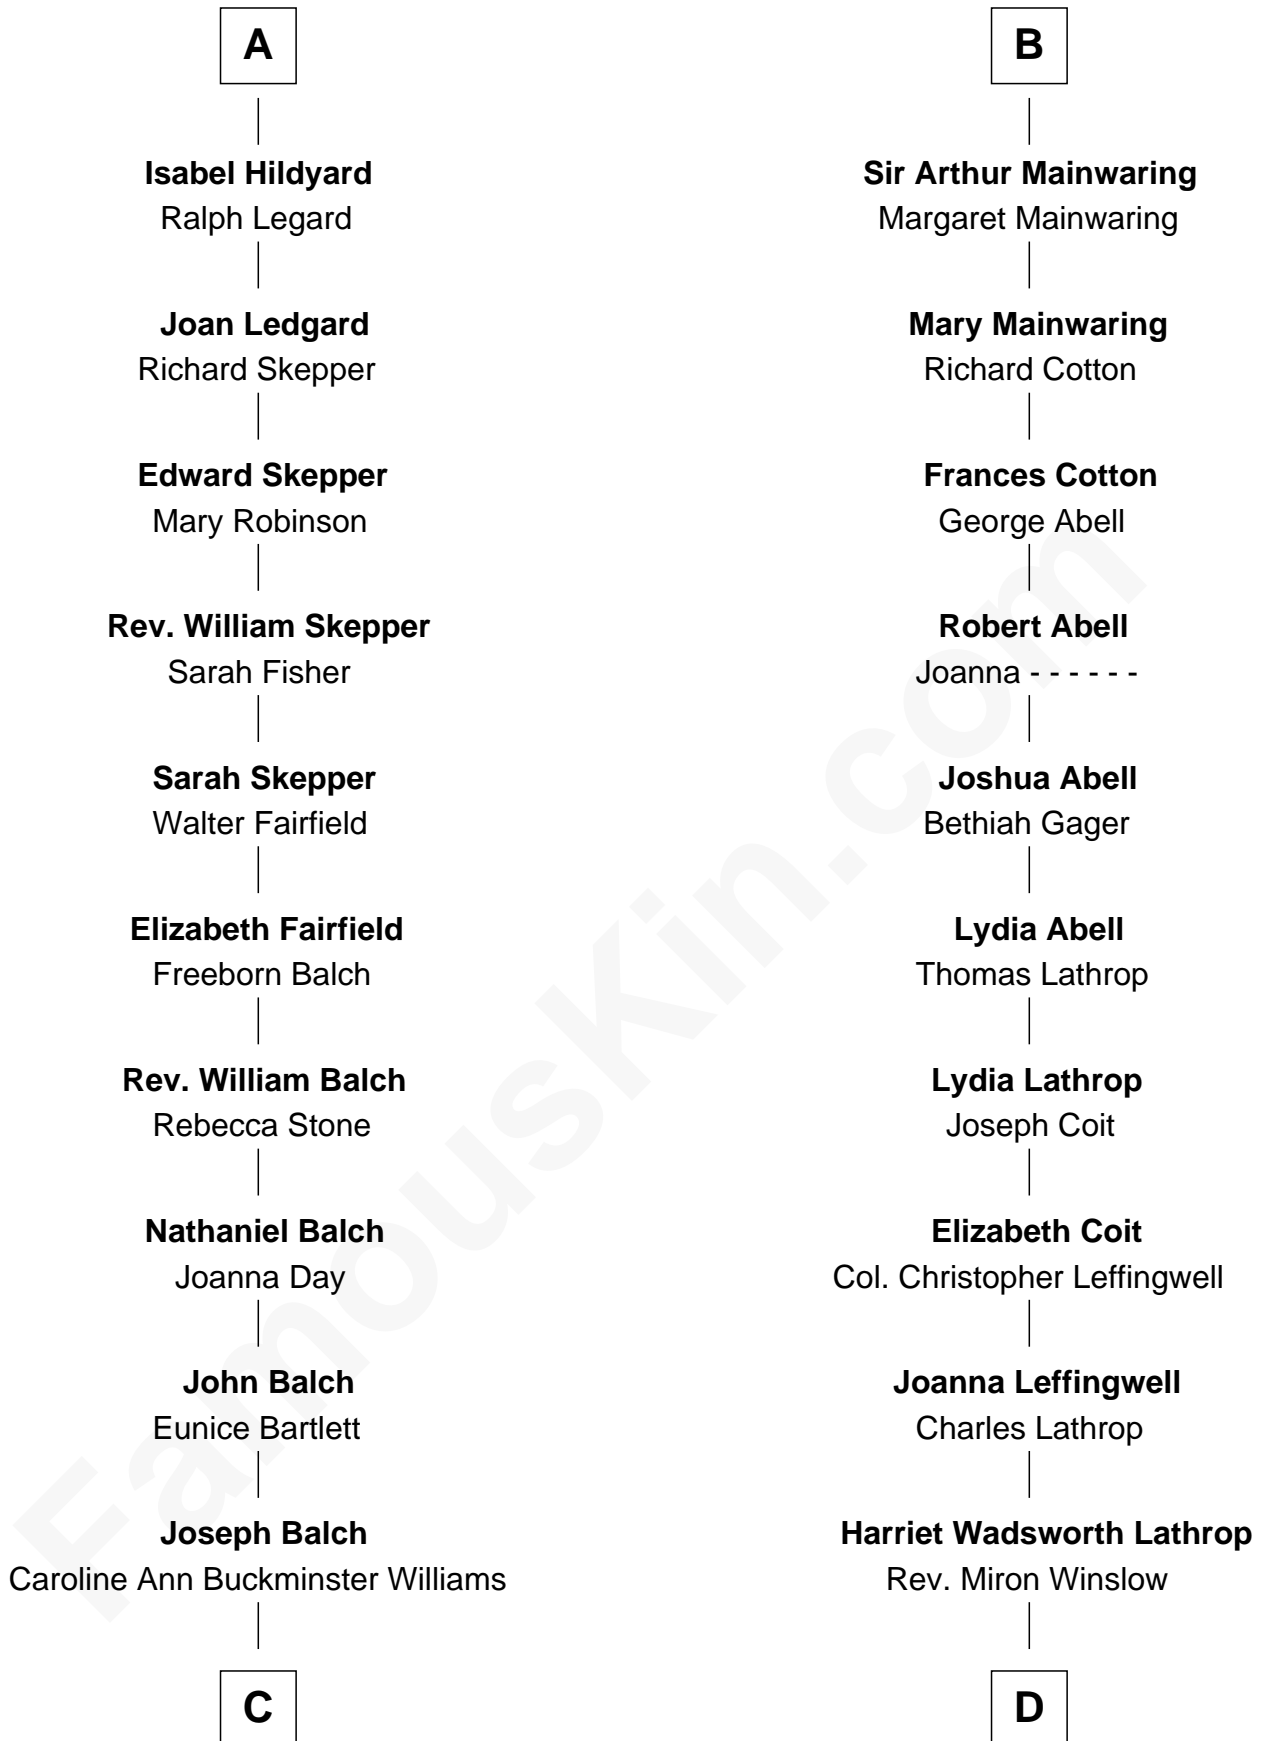 A
Isabel Hildyard
Ralph Legard
Joan Ledgard
Richard Skepper
Edward Skepper
Mary Robinson
Rev. William Skepper
Sarah Fisher
Sarah Skepper
Walter Fairfield
Elizabeth Fairfield
Freeborn Balch
Rev. William Balch
Rebecca Stone
Nathaniel Balch
Joanna Day
John Balch
Eunice Bartlett
Joseph Balch
Caroline Ann Buckminster Williams
C
B
Sir Arthur Mainwaring
Margaret Mainwaring
Mary Mainwaring
Richard Cotton
Frances Cotton
George Abell
Robert Abell
Joanna - - - - - -
Joshua Abell
Bethiah Gager
Lydia Abell
Thomas Lathrop
Lydia Lathrop
Joseph Coit
Elizabeth Coit
Col. Christopher Leffingwell
Joanna Leffingwell
Charles Lathrop
Harriet Wadsworth Lathrop
Rev. Miron Winslow
D
FamousKin.com